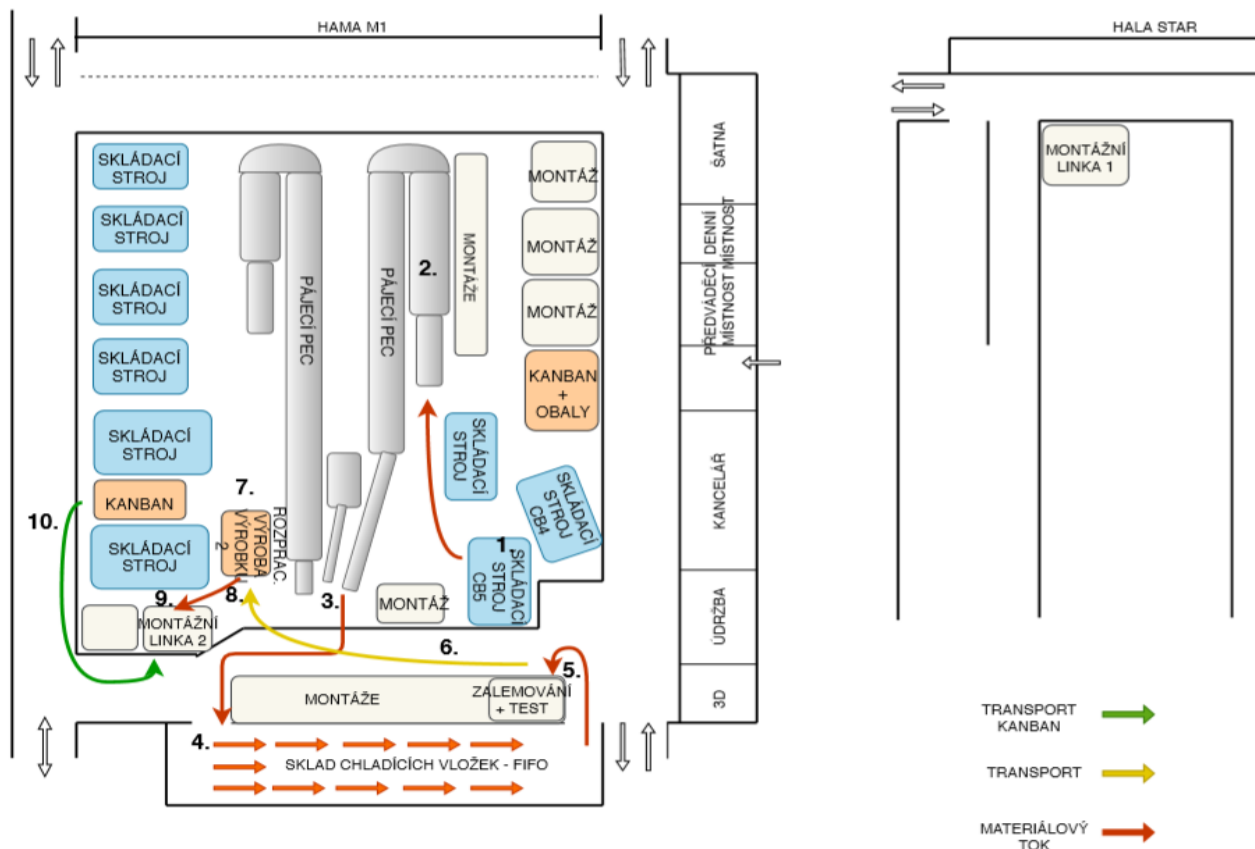 HAMA M1
HALA STAR
SKLÁDACÍ
STROJ
SKLÁDACÍ
STROJ
SKLÁDACÍ
STROJ
SKLÁDACÍ
STROJ
SKLÁDACÍ
STROJ
KANBAN
SKLÁDACÍ
STROJ
10.
9.
MONTÁŽNÍ
LINKA 2
7.
ROZPRAC.
VÝROBA
VÝROBKU
2
8.
PÁJECÍ PEC
PÁJECÍ PEC
2.
MONTÁŽE
MONTÁŽ
MONTÁŽ
MONTÁŽ
KANBAN
+
OBALY
SKLÁDACÍ
STROJ
SKLÁDACÍ
STROJ
CB4
1.
SKLÁDACÍ
STROJ
CB5
3.
MONTÁŽ
6.
5.
MONTÁŽE
ZALEMOVÁNÍ
+ TEST
4.
SKLAD CHLADÍCÍCH VLOŽEK - FIFO
ŠATNA
DENNÍ
MÍSTNOST
PŘEDVÁDĚCÍ
MÍSTNOST
KANCELÁŘ
ÚDRŽBA
3D
MONTÁŽNÍ
LINKA 1
TRANSPORT
KANBAN
TRANSPORT
MATERIÁLOVÝ
TOK